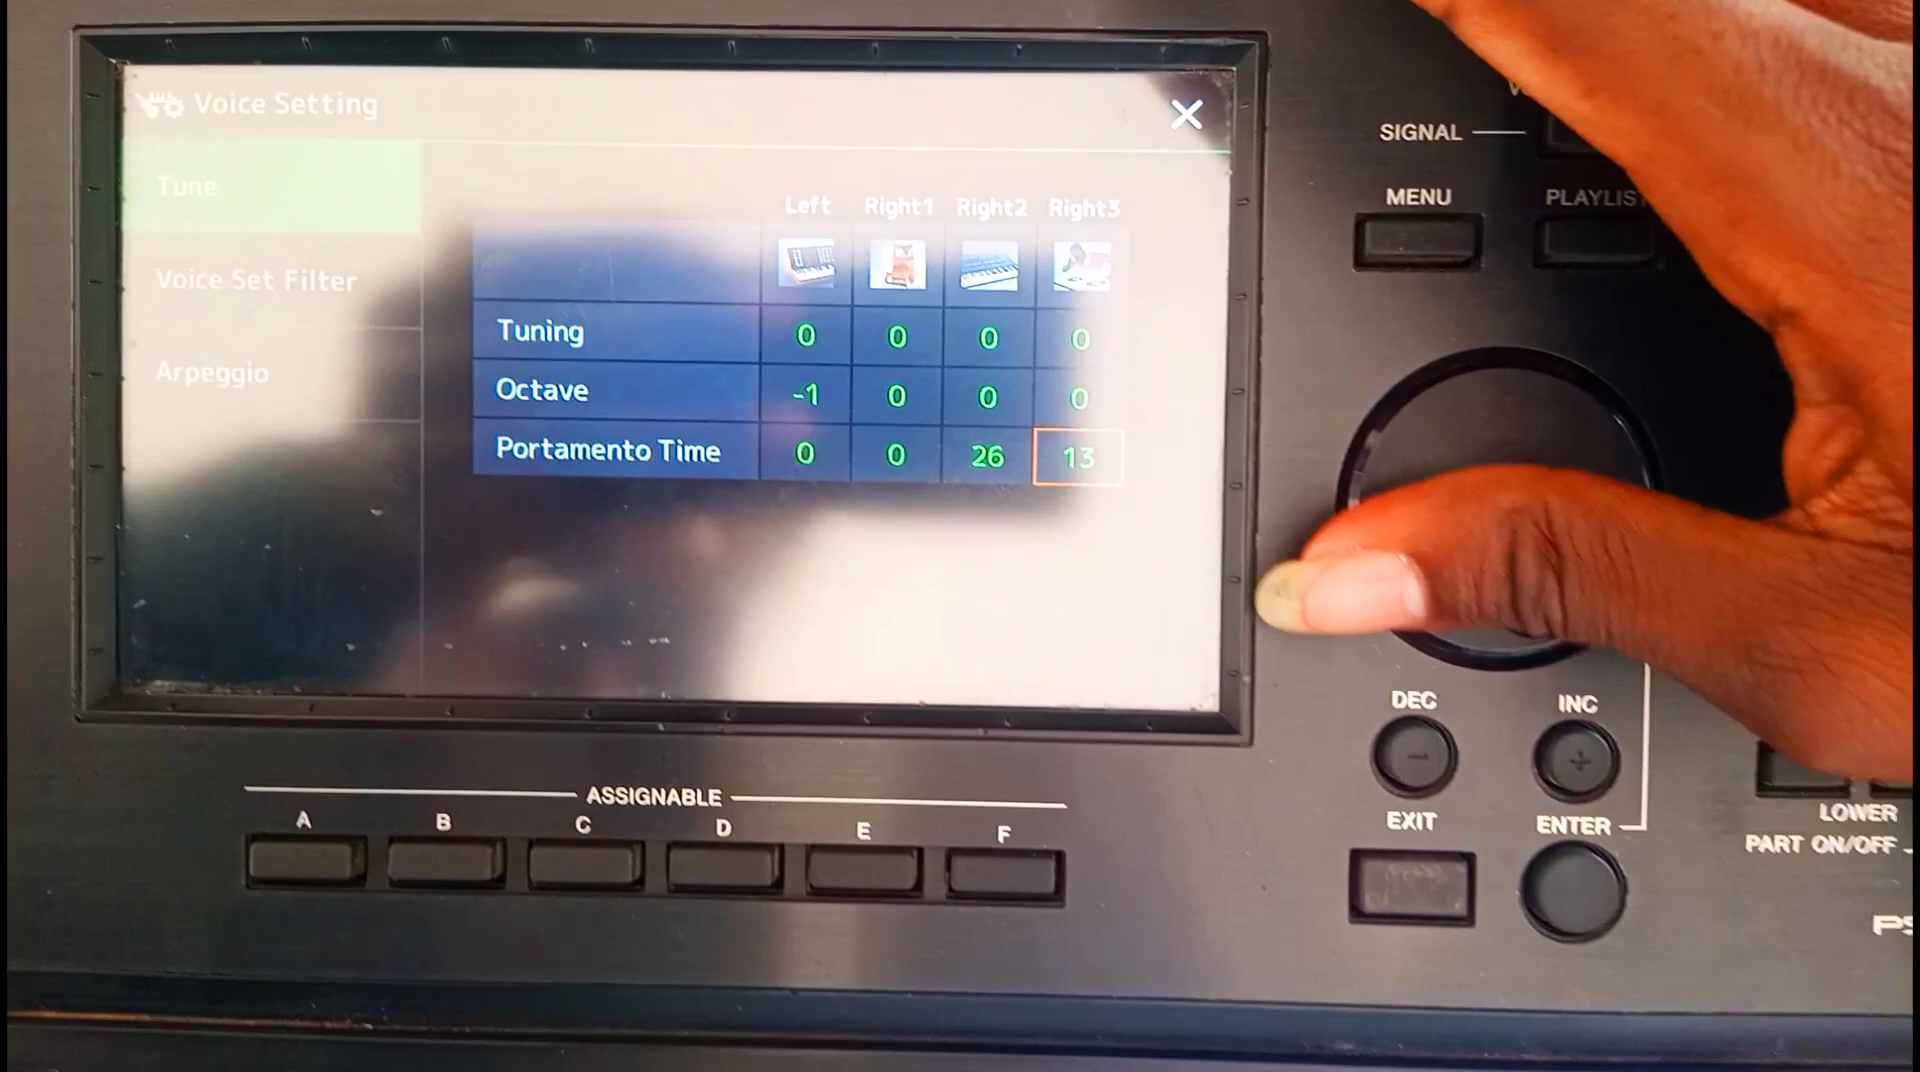 Voice Setting
Tune
Voice Set Filter
Arpeggio
Left Right1 Right2 Right3
Tuning 0 0 0 0
Octave -1 0 0 0
Portamento Time 0 0 26 13
SIGNAL
MENU PLAYLIST
DEC INC
EXIT ENTER
ASSIGNABLE
A B C D E F
LOWER
PART ON/OFF